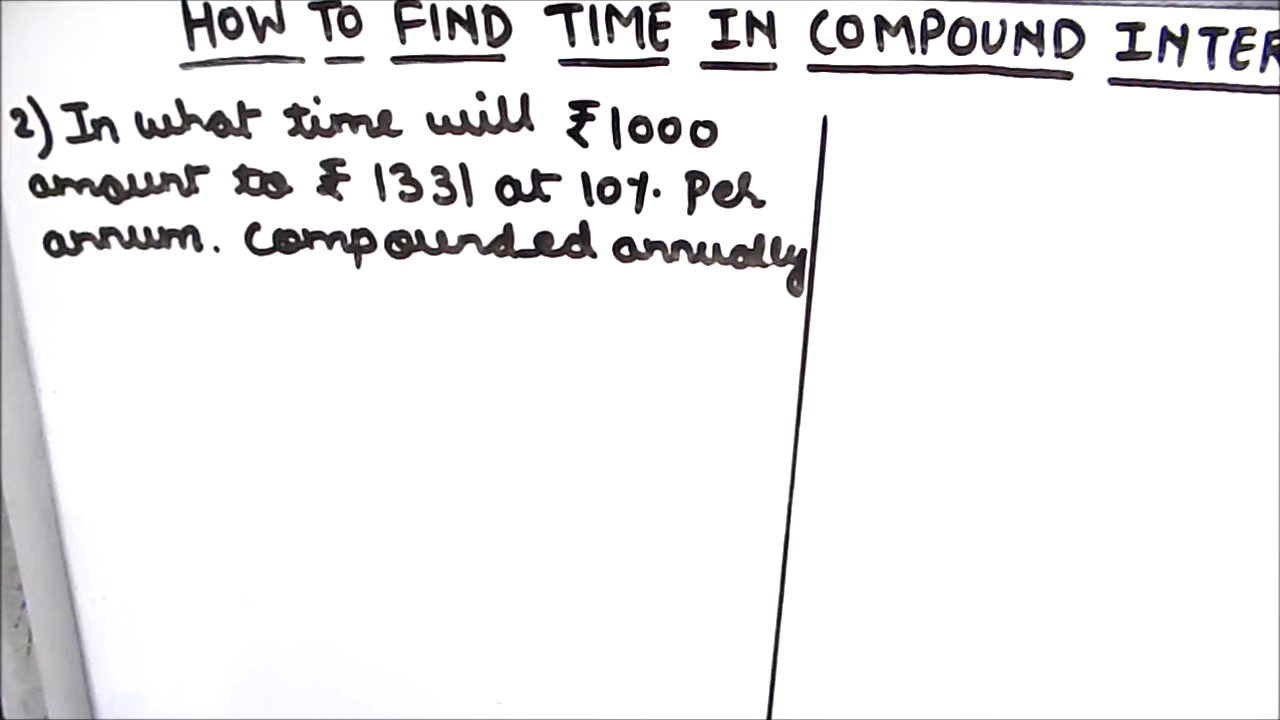 HOW TO FIND TIME IN COMPOUND INTER
2) In what time will ₹1000
amount to ₹ 1331 at 10%. Per
annum. Compounded annually